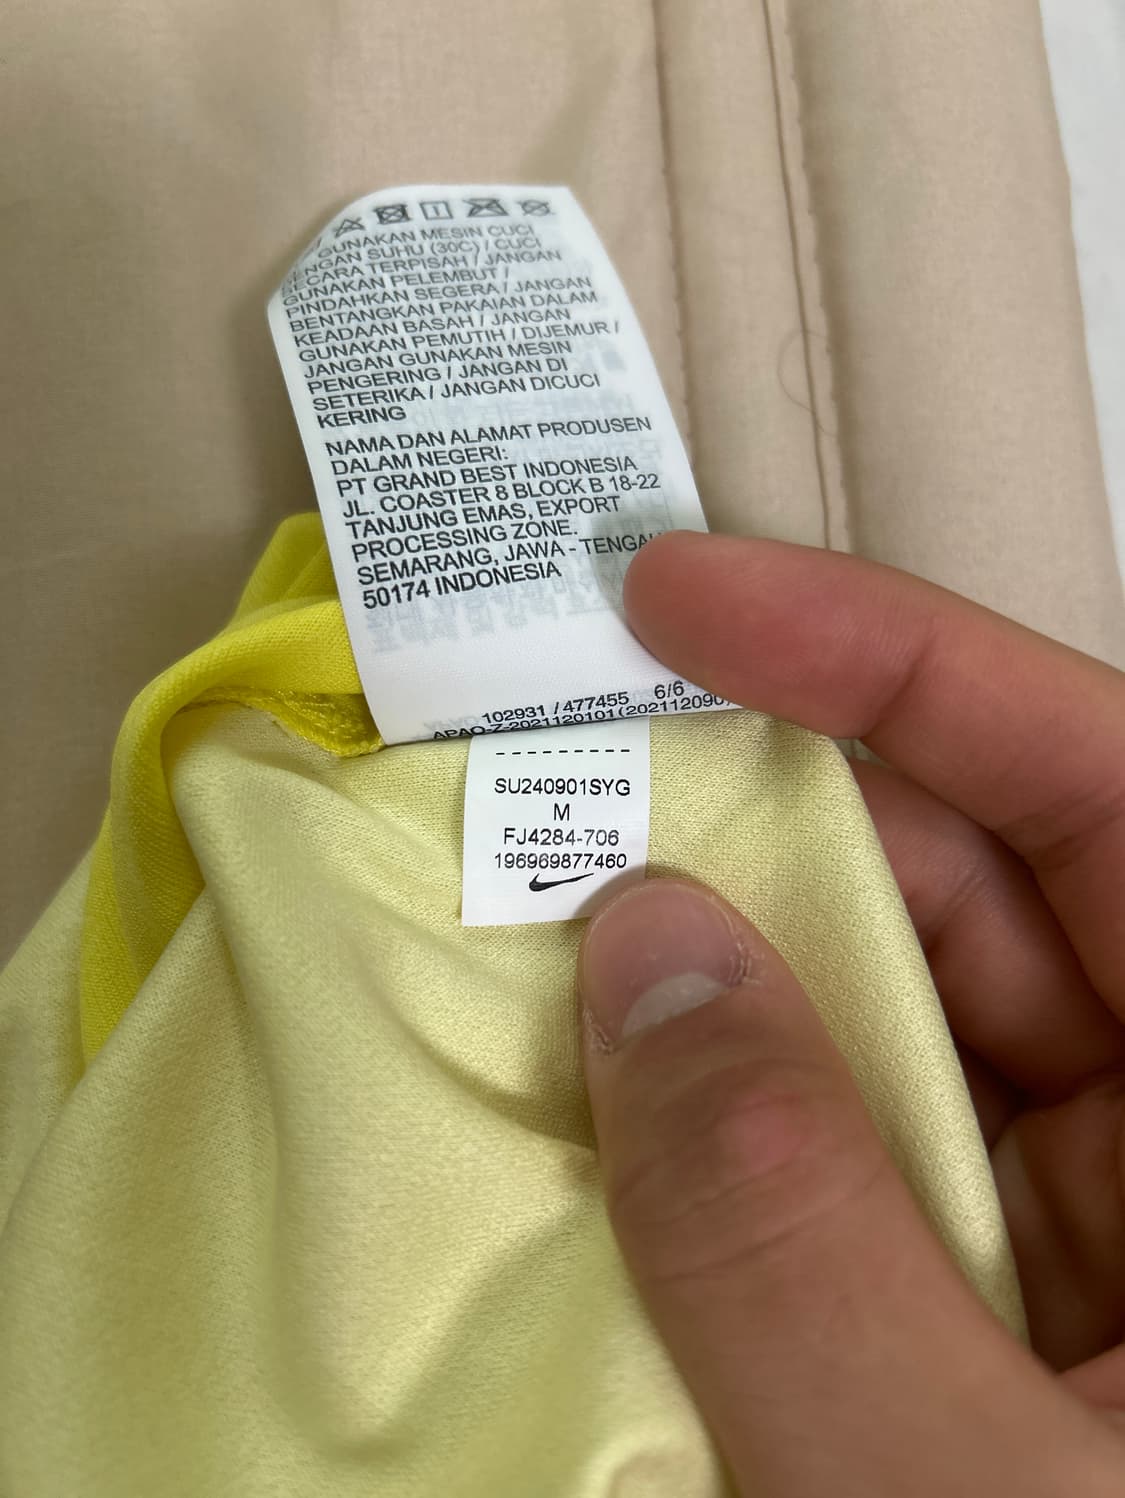 GUNAKAN MESIN CUCI
DENGAN SUHU (30C) / CUCI
SECARA TERPISAH / JANGAN
GUNAKAN PELEMBUT /
PINDAHKAN SEGERA / JANGAN
BENTANGKAN PAKAIAN DALAM
KEADAAN BASAH / JANGAN
GUNAKAN PEMUTIH / DIJEMUR /
JANGAN GUNAKAN MESIN
PENGERING / JANGAN DI
SETERIKA / JANGAN DICUCI
KERING
NAMA DAN ALAMAT PRODUSEN
DALAM NEGERI:
PT GRAND BEST INDONESIA
JL. COASTER 8 BLOCK B 18-22
TANJUNG EMAS, EXPORT
PROCESSING ZONE.
SEMARANG, JAWA - TENGAH
50174 INDONESIA
102931 / 477455 6/6
APAO-Z-2021120101 (20211209
SU240901SYG
M
FJ4284-706
196969877460